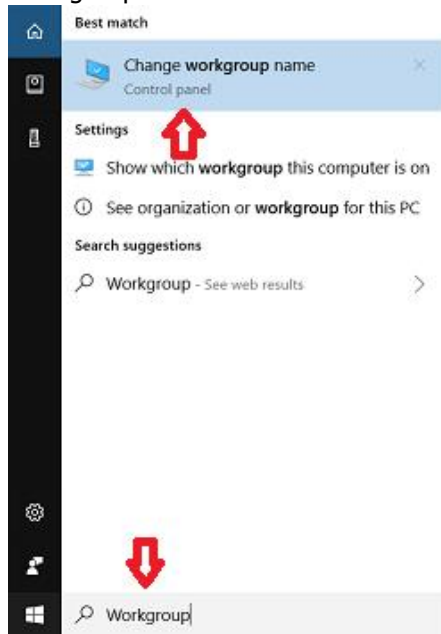 Best match
Change workgroup name
Control panel
Settings
Show which workgroup this computer is on
See organization or workgroup for this PC
Search suggestions
Workgroup - See web results
Workgroup